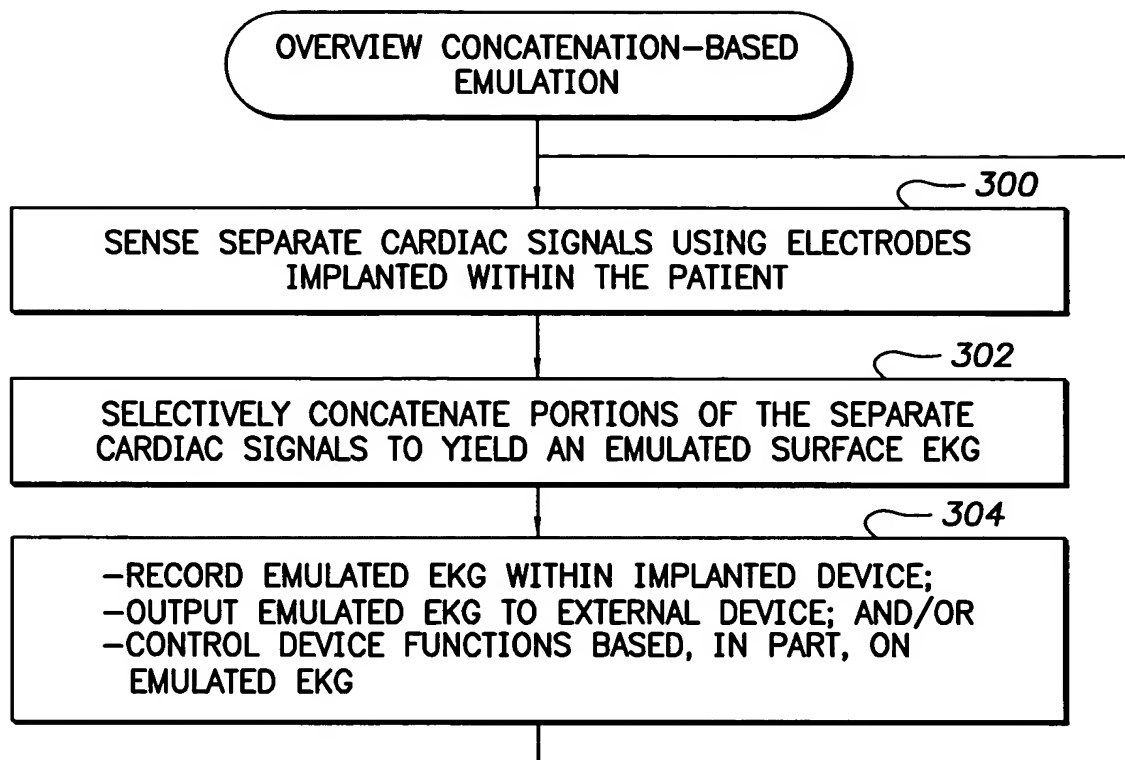 OVERVIEW CONCATENATION-BASED
EMULATION
300
SENSE SEPARATE CARDIAC SIGNALS USING ELECTRODES
IMPLANTED WITHIN THE PATIENT
302
SELECTIVELY CONCATENATE PORTIONS OF THE SEPARATE
CARDIAC SIGNALS TO YIELD AN EMULATED SURFACE EKG
304
-RECORD EMULATED EKG WITHIN IMPLANTED DEVICE;
-OUTPUT EMULATED EKG TO EXTERNAL DEVICE; AND/OR
-CONTROL DEVICE FUNCTIONS BASED, IN PART, ON
EMULATED EKG